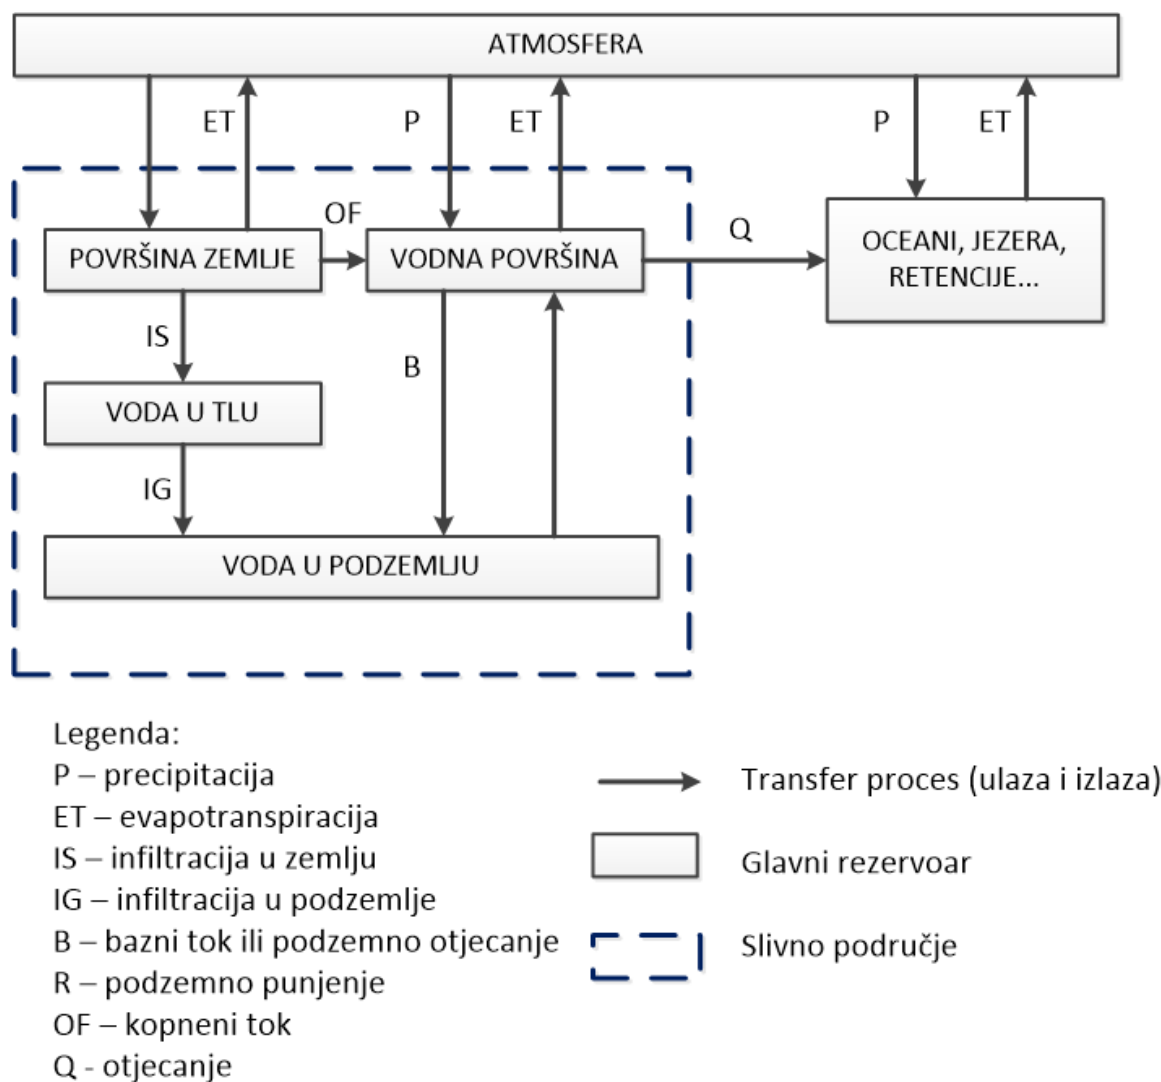 ATMOSFERA
ET
P
ET
P
ET
OF
Q
POVRŠINA ZEMLJE
VODNA POVRŠINA
OCEANI, JEZERA,
RETENCIJE...
IS
B
VODA U TLU
IG
VODA U PODZEMLJU
Legenda:
P – precipitacija
ET – evapotranspiracija
IS – infiltracija u zemlju
IG – infiltracija u podzemlje
B – bazni tok ili podzemno otjecanje
R – podzemno punjenje
OF – kopneni tok
Q - otjecanje
Transfer proces (ulaza i izlaza)
Glavni rezervoar
Slivno područje